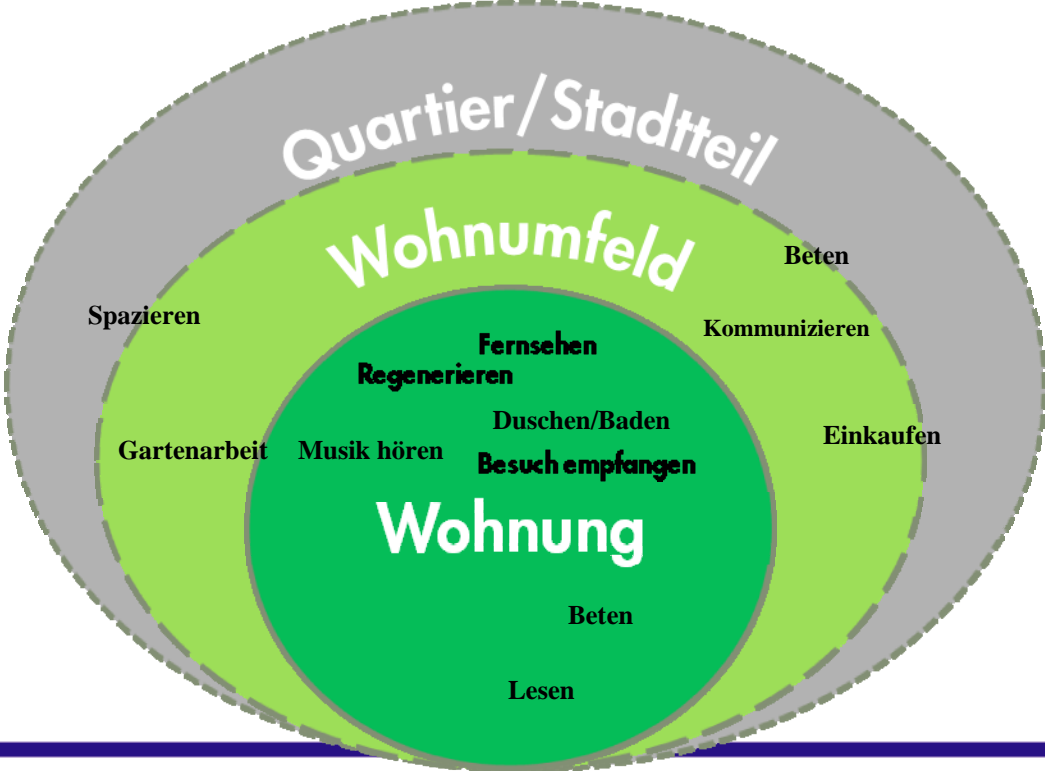 Quartier/Stadtteil
Wohnumfeld
Beten
Spazieren
Kommunizieren
Fernsehen
Regenerieren
Duschen/Baden
Einkaufen
Gartenarbeit
Musik hören
Besuch empfangen
Wohnung
Beten
Lesen